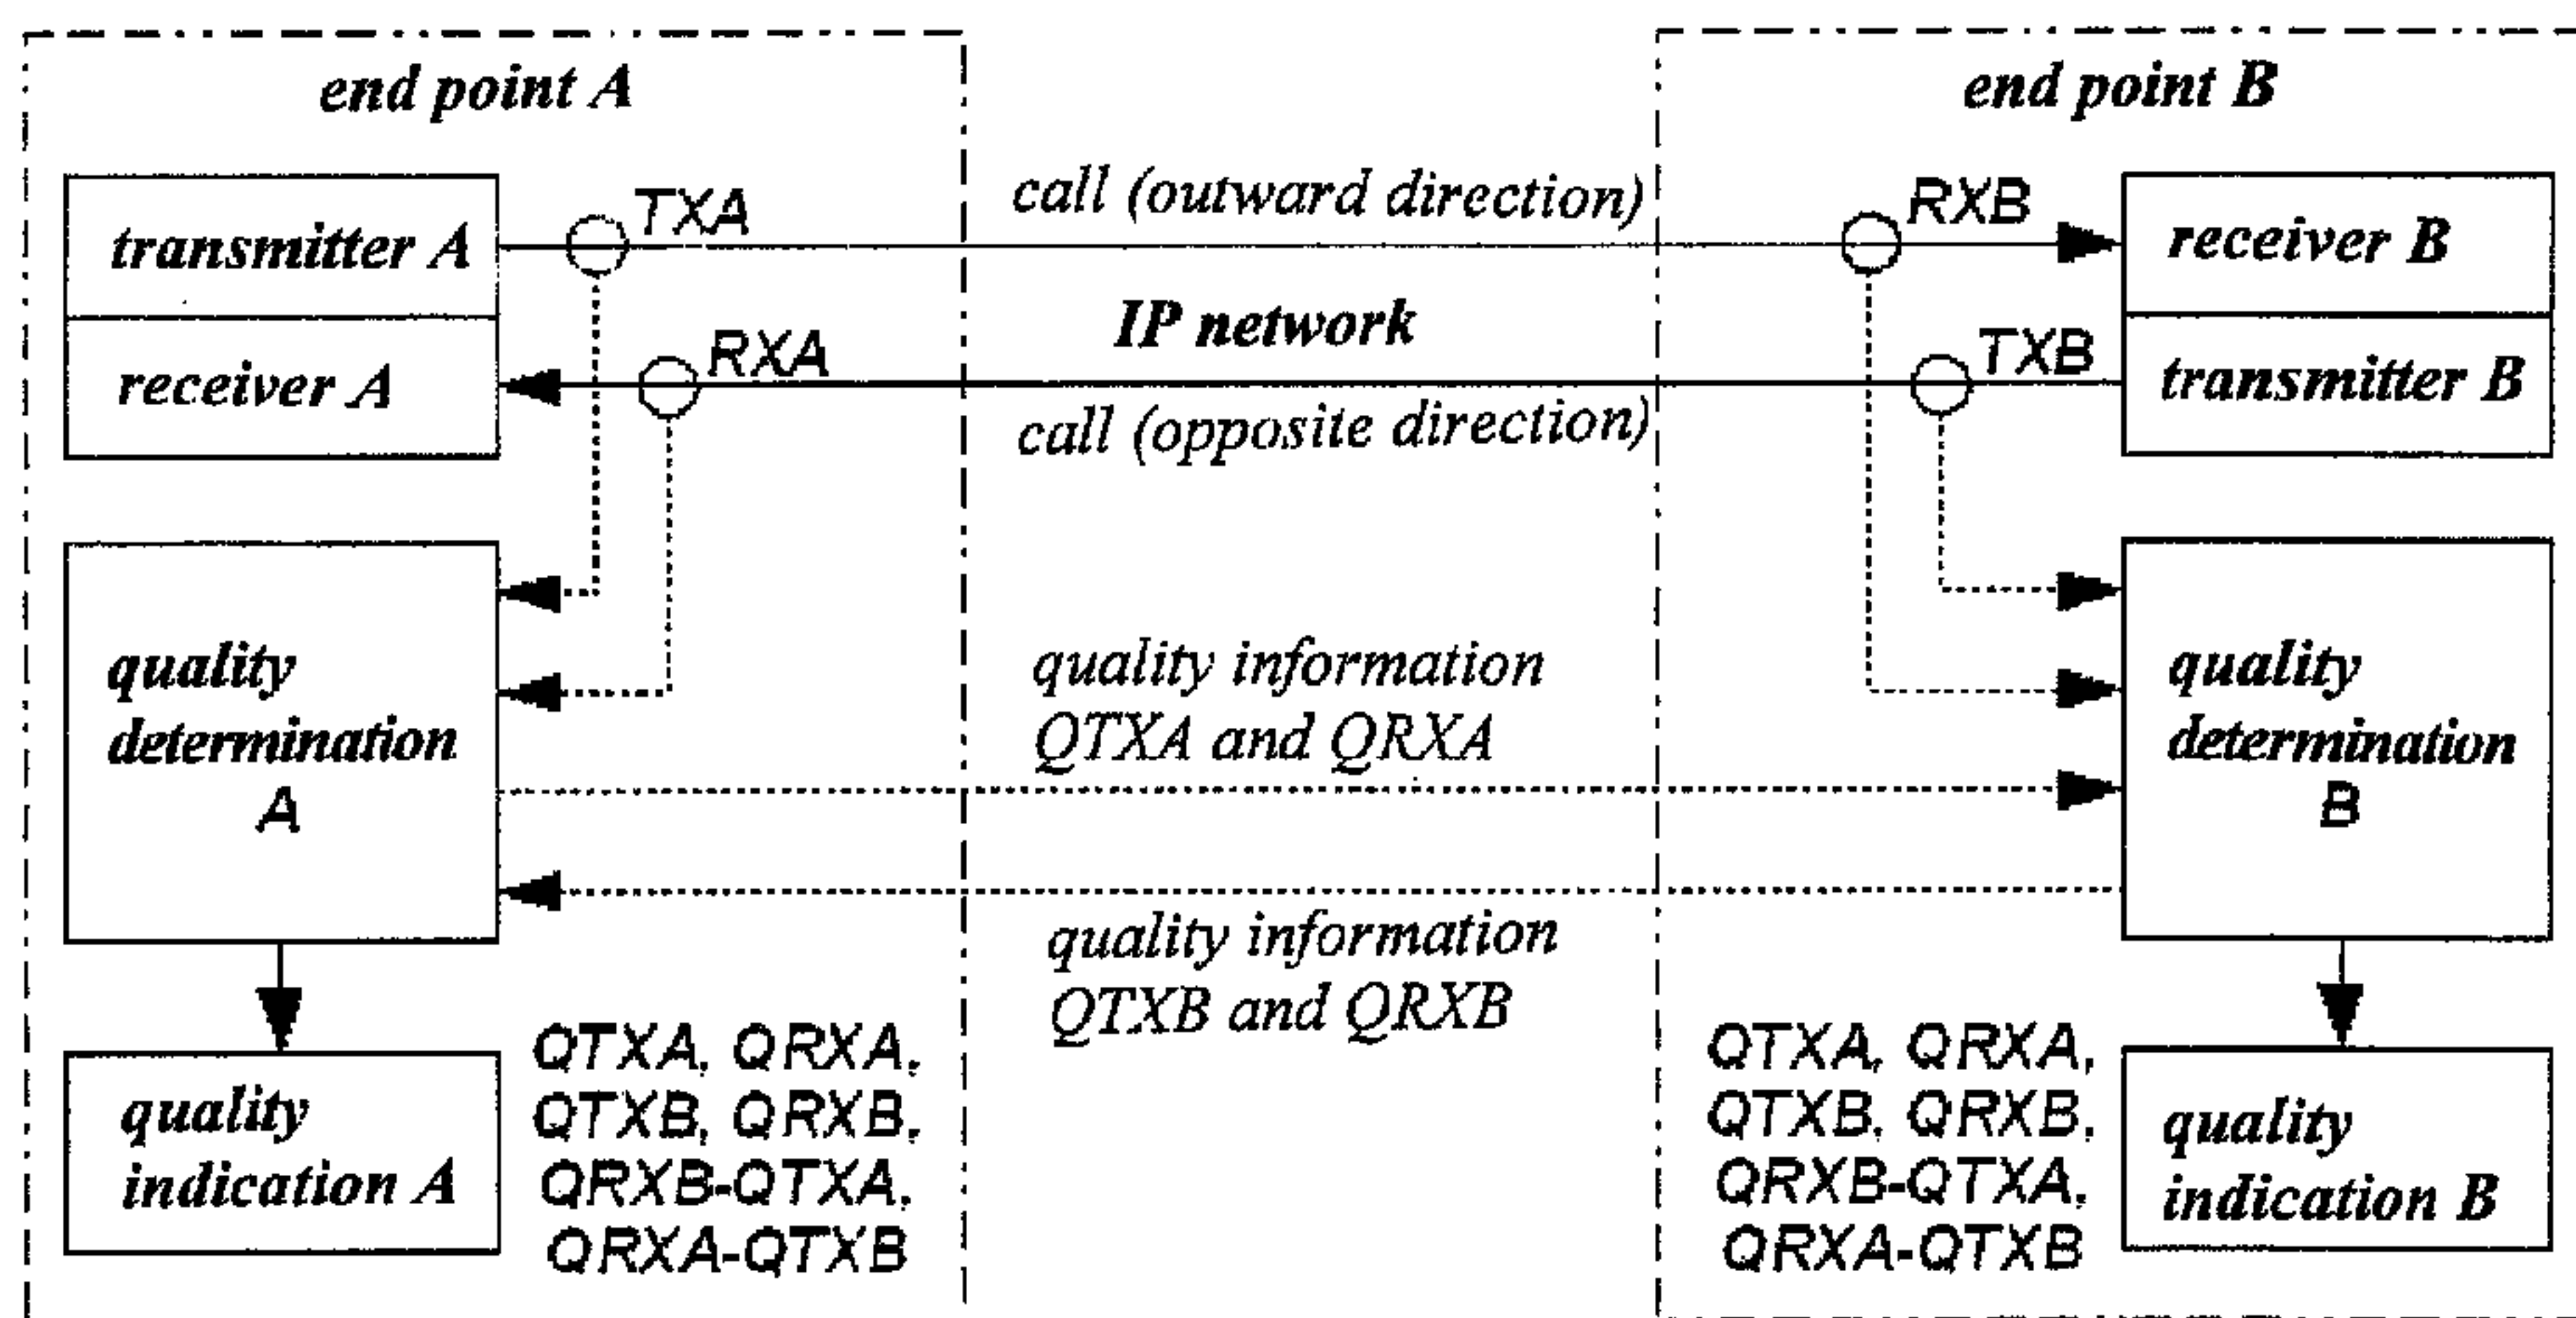 end point A
end point B
transmitter A
TXA
call (outward direction)
RXB
receiver B
IP network
receiver A
RXA
call (opposite direction)
TXB
transmitter B
quality
determination
A
quality information
QTXA and QRXA
quality
determination
B
quality information
QTXB and QRXB
quality
indication A
QTXA, QRXA,
QTXB, QRXB,
QRXB-QTXA,
QRXA-QTXB
QTXA, QRXA,
QTXB, QRXB,
QRXB-QTXA,
QRXA-QTXB
quality
indication B